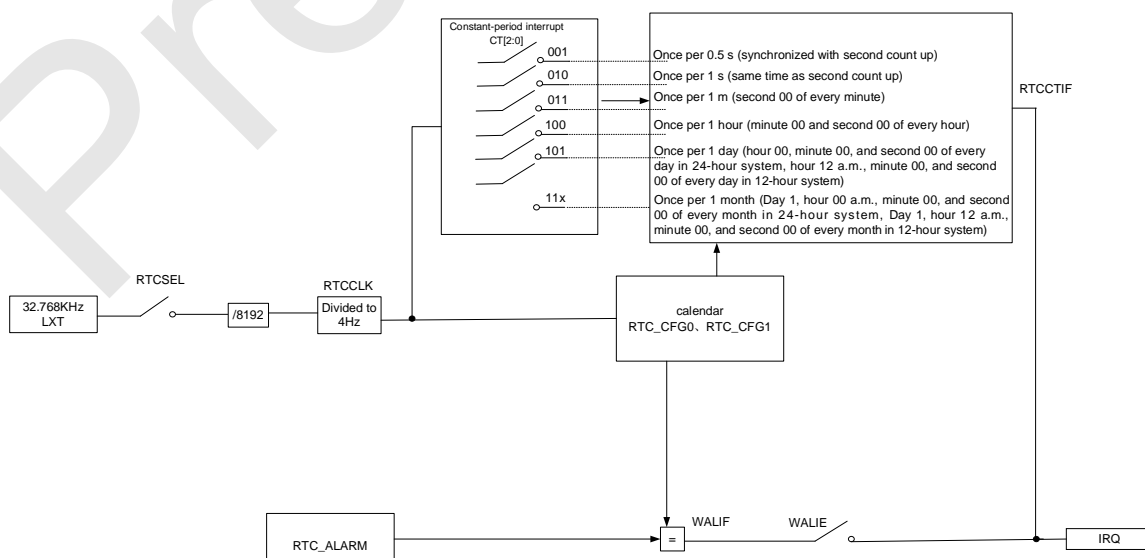 Pre
Constant-period interrupt
CT[2:0]
001
010
011
100
101
11x
Once per 0.5 s (synchronized with second count up)
Once per 1 s (same time as second count up)
Once per 1 m (second 00 of every minute)
Once per 1 hour (minute 00 and second 00 of every hour)
Once per 1 day (hour 00, minute 00, and second 00 of every
day in 24-hour system, hour 12 a.m., minute 00, and second
00 of every day in 12-hour system)
Once per 1 month (Day 1, hour 00 a.m., minute 00, and second
00 of every month in 24-hour system, Day 1, hour 12 a.m.,
minute 00, and second 00 of every month in 12-hour system)
RTCCTIF
RTCSEL
RTCCLK
32.768KHz
LXT
/8192
Divided to
4Hz
calendar
RTC_CFG0、RTC_CFG1
RTC_ALARM
=
WALIF
WALIE
IRQ